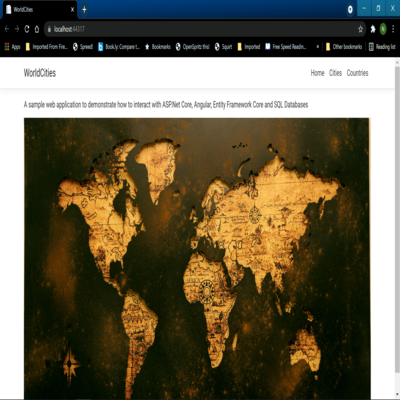 WorldCities
localhost:44317
Apps
Imported From Fire...
Spreed!
Book.ly: Compare t...
Bookmarks
OpenSpritz this!
Squirt
Imported
Free Speed Readin...
Other bookmarks
Reading list
WorldCities
Home
Cities
Countries
A sample web application to demonstrate how to interact with ASP.Net Core, Angular, Entity Framework Core and SQL Databases